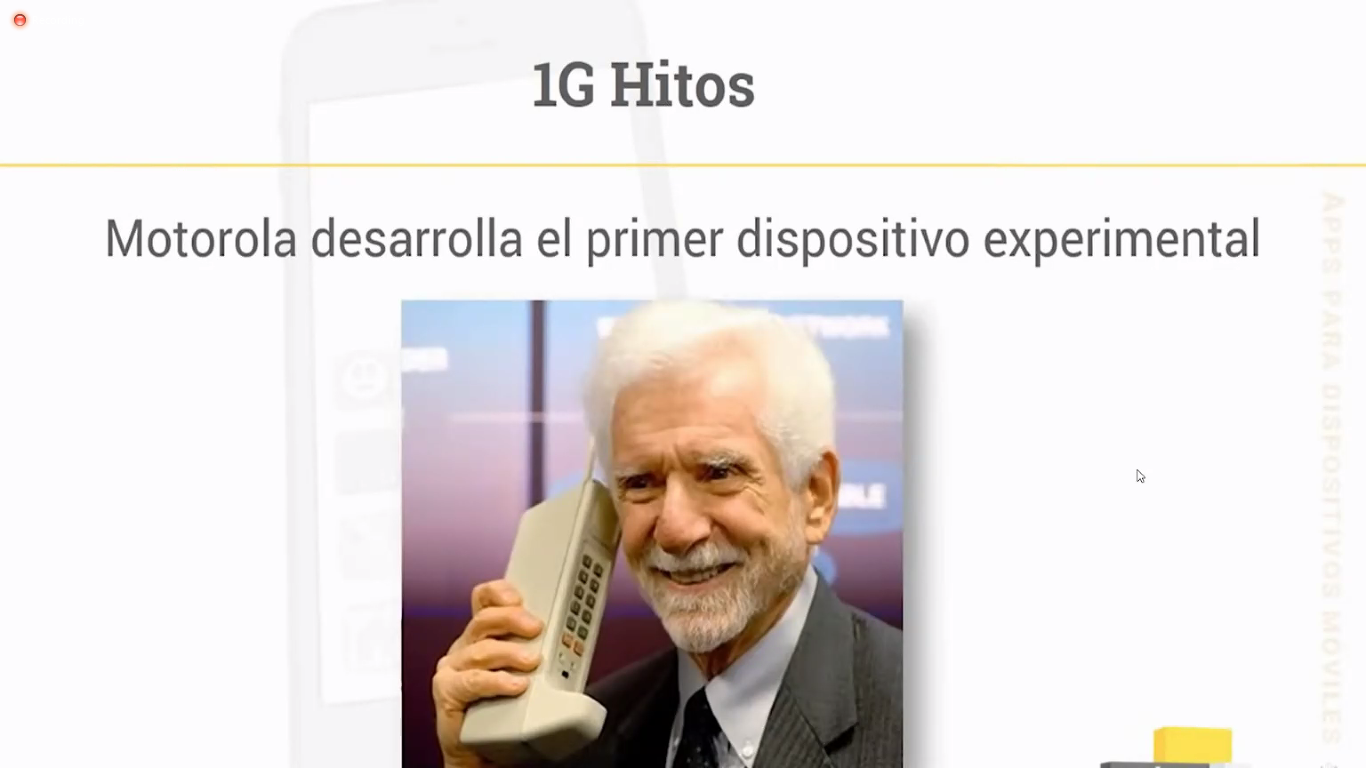 1G Hitos
Motorola desarrolla el primer dispositivo experimental
APPS PARA DISPOSITIVOS MÓVILES